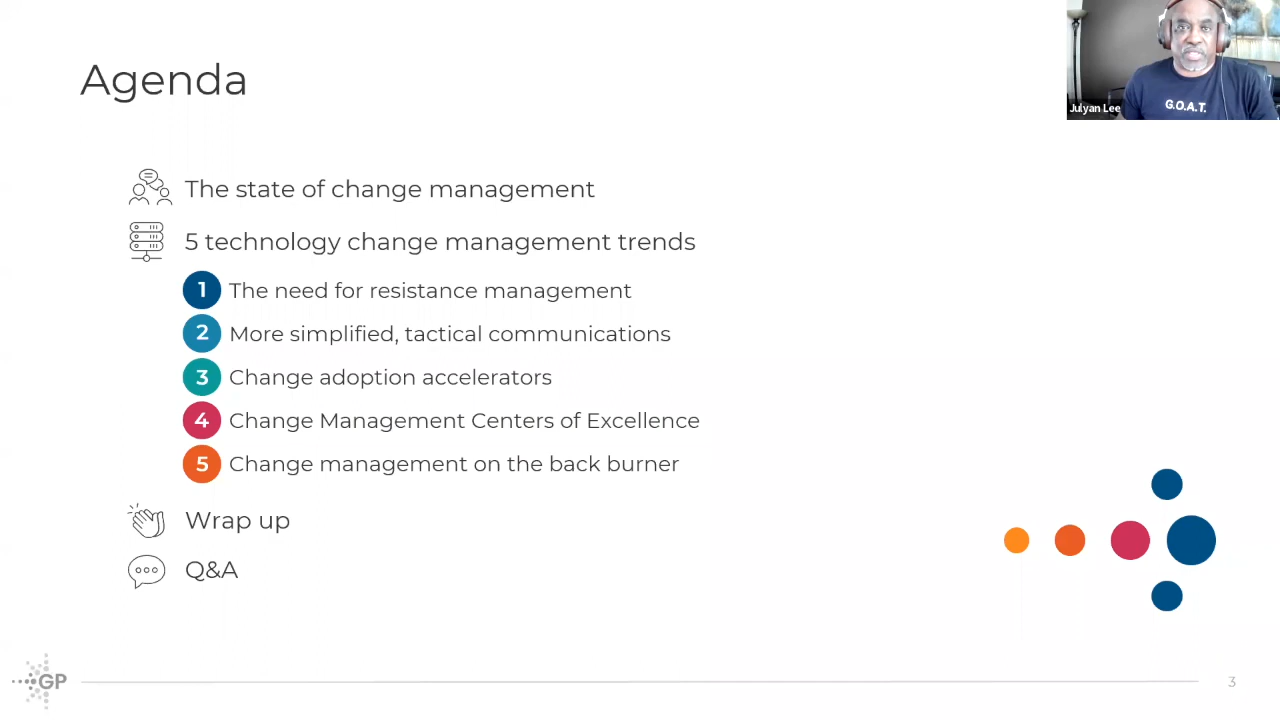 Agenda
Julyan Lee
G.O.A.T.
The state of change management
5 technology change management trends
1 The need for resistance management
2 More simplified, tactical communications
3 Change adoption accelerators
4 Change Management Centers of Excellence
5 Change management on the back burner
Wrap up
Q&A
GP
3